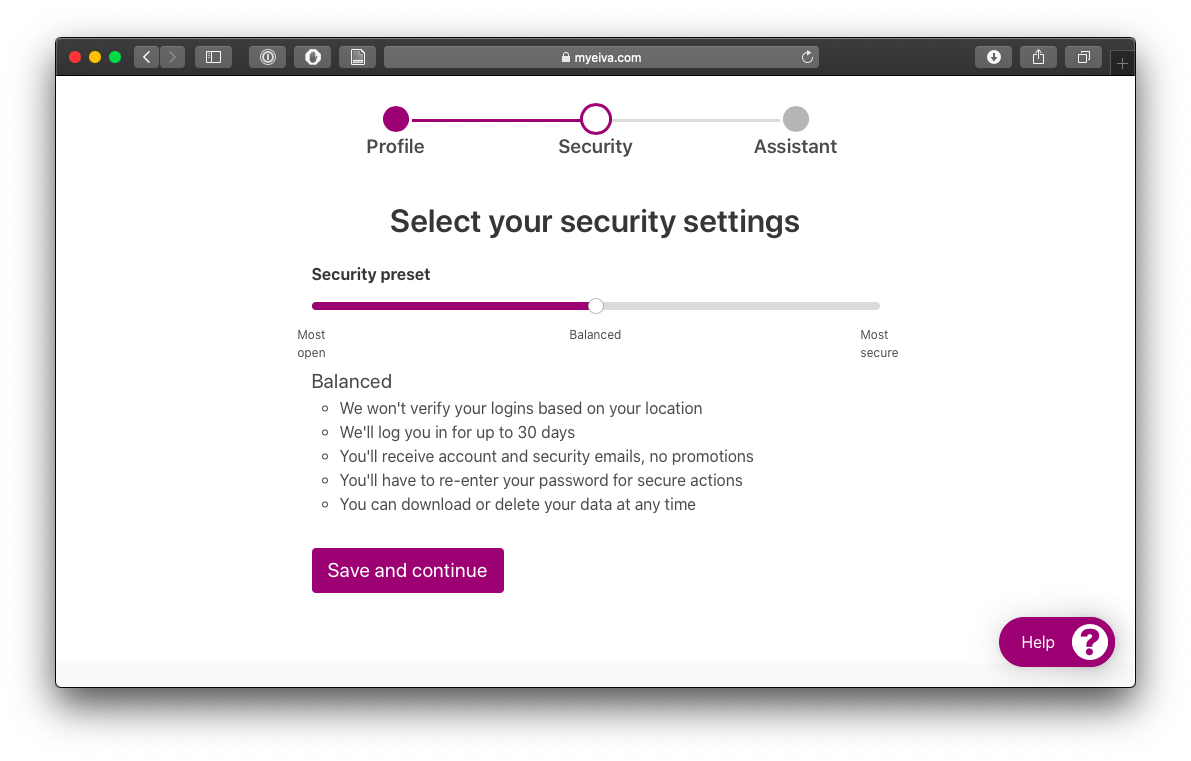 myeiva.com
Profile
Security
Assistant
Select your security settings
Security preset
Most
open
Balanced
Most
secure
Balanced
We won't verify your logins based on your location
We'll log you in for up to 30 days
You'll receive account and security emails, no promotions
You'll have to re-enter your password for secure actions
You can download or delete your data at any time
Save and continue
Help ?